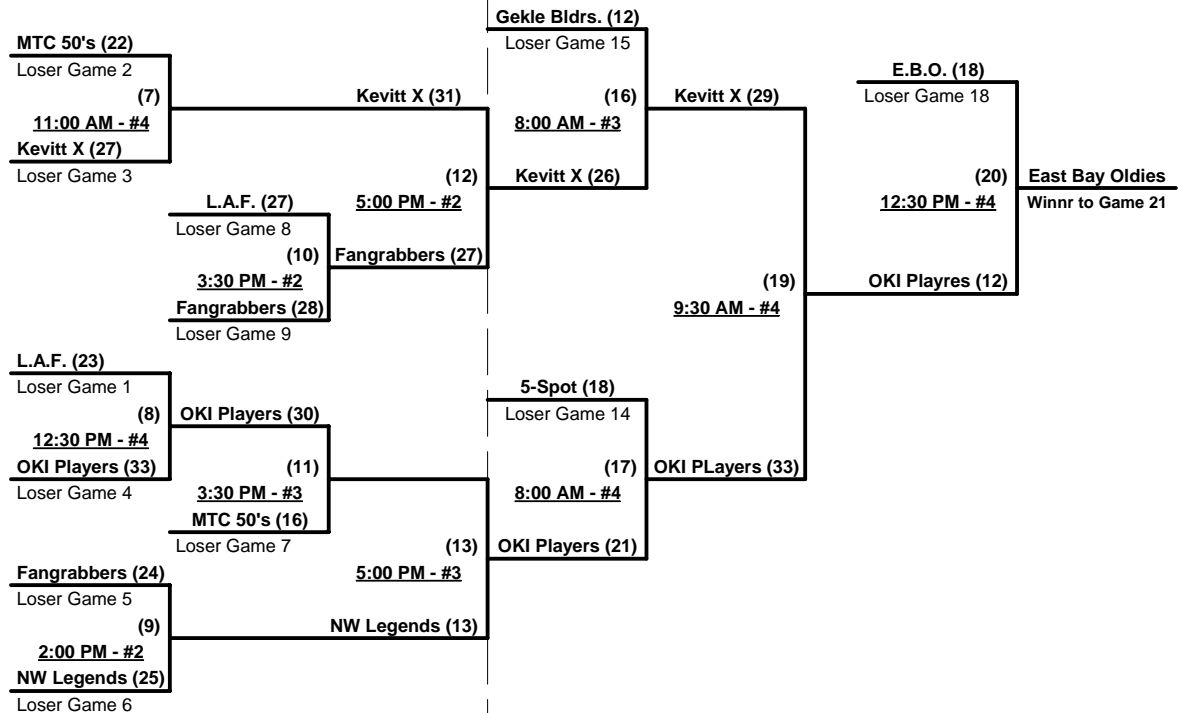 Gekle Bldrs. (12)
Loser Game 15
MTC 50's (22)
Loser Game 2
E.B.O. (18)
Loser Game 18
(7)
11:00 AM - #4
Kevitt X (31)
(16)
8:00 AM - #3
Kevitt X (29)
Kevitt X (27)
Loser Game 3
(12)
5:00 PM - #2
Kevitt X (26)
(20)
12:30 PM - #4
East Bay Oldies
Winnr to Game 21
L.A.F. (27)
Loser Game 8
(10)
3:30 PM - #2
Fangrabbers (27)
Fangrabbers (28)
Loser Game 9
(19)
9:30 AM - #4
OKI Playres (12)
L.A.F. (23)
Loser Game 1
5-Spot (18)
Loser Game 14
(8)
12:30 PM - #4
OKI Players (30)
OKI Players (33)
Loser Game 4
(11)
3:30 PM - #3
(17)
8:00 AM - #4
OKI PLayers (33)
MTC 50's (16)
Loser Game 7
(13)
5:00 PM - #3
OKI Players (21)
Fangrabbers (24)
Loser Game 5
(9)
2:00 PM - #2
NW Legends (13)
NW Legends (25)
Loser Game 6